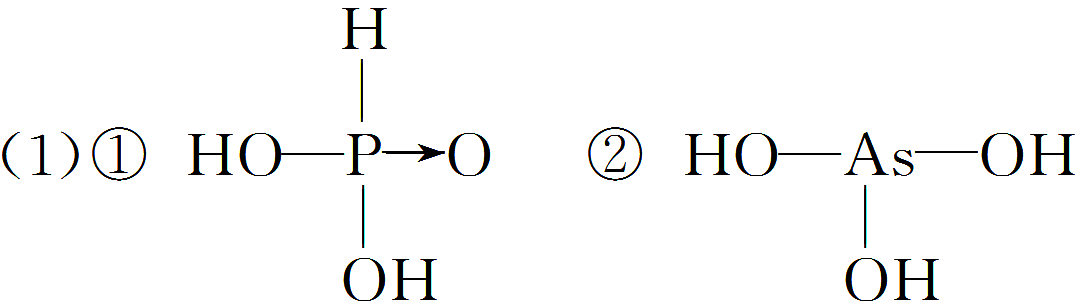 H
(1)① HO—P→O ② HO—As—OH
OH OH